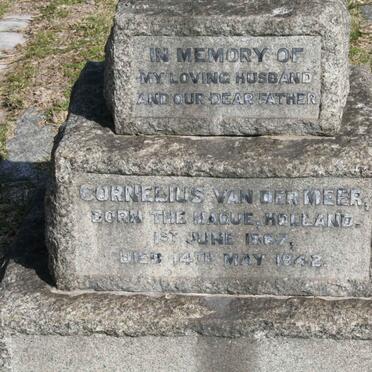 IN MEMORY OF
MY LOVING HUSBAND
AND OUR DEAR FATHER
CORNELIUS VAN DER MEER,
BORN THE HAGUE, HOLLAND.
1ST JUNE
DIED 14TH MAY 1942.